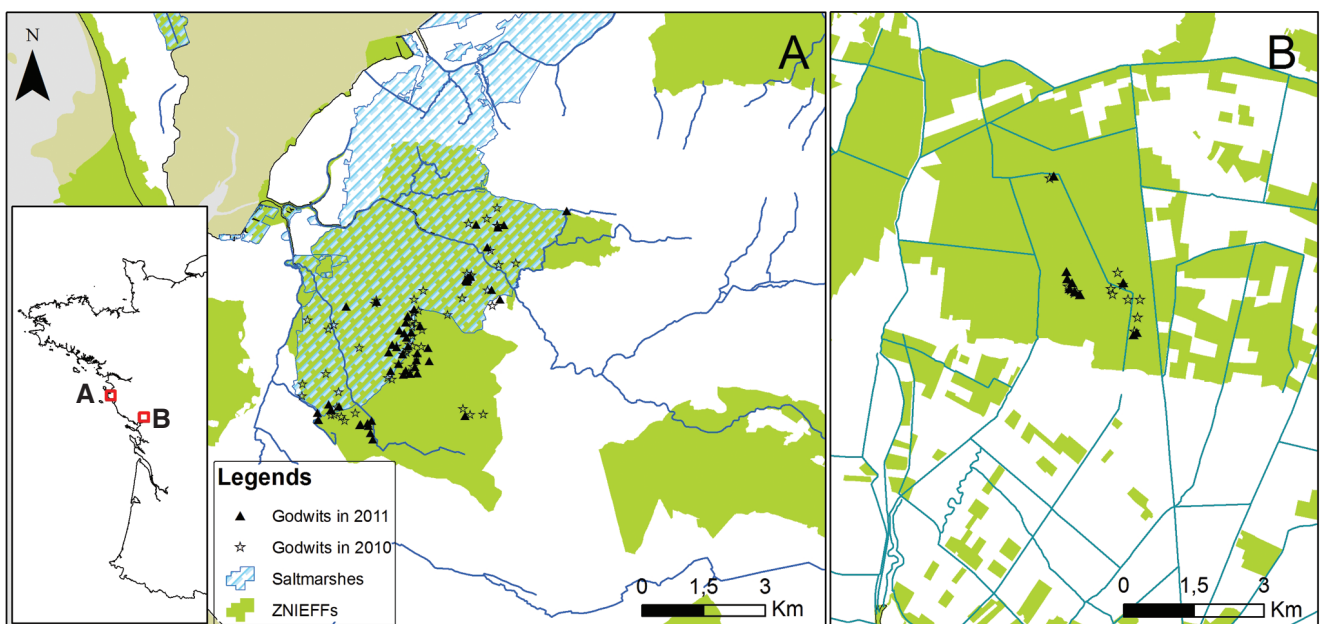 N
A
B
A
B
Legends
Godwits in 2011
Godwits in 2010
Saltmarshes
ZNIEFFs
0 1,5 3
Km
0 1,5 3
Km